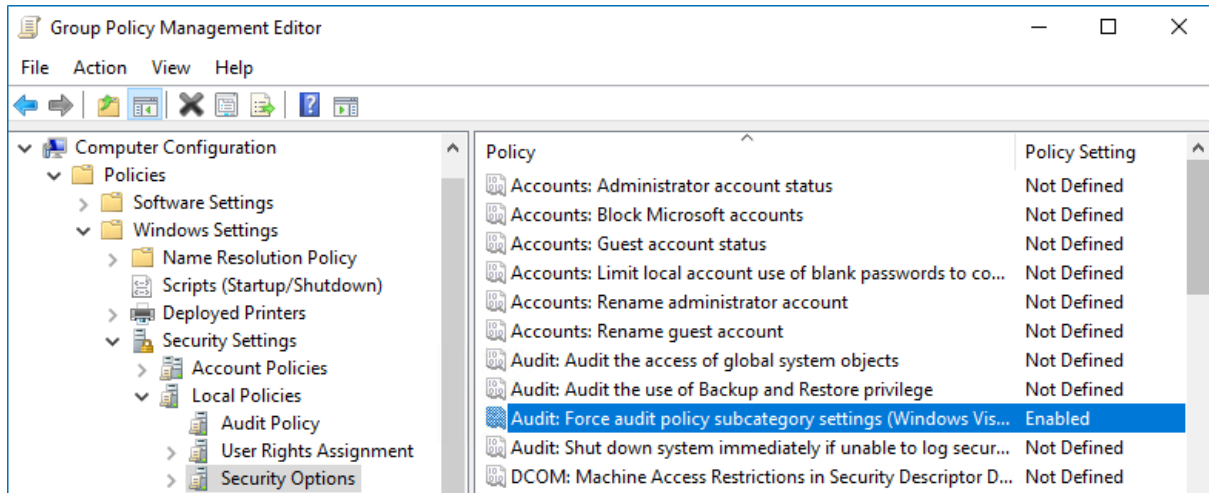 Group Policy Management Editor
File Action View Help
Computer Configuration
Policies
Software Settings
Windows Settings
Name Resolution Policy
Scripts (Startup/Shutdown)
Deployed Printers
Security Settings
Account Policies
Local Policies
Audit Policy
User Rights Assignment
Security Options
Policy Policy Setting
Accounts: Administrator account status Not Defined
Accounts: Block Microsoft accounts Not Defined
Accounts: Guest account status Not Defined
Accounts: Limit local account use of blank passwords to co... Not Defined
Accounts: Rename administrator account Not Defined
Accounts: Rename guest account Not Defined
Audit: Audit the access of global system objects Not Defined
Audit: Audit the use of Backup and Restore privilege Not Defined
Audit: Force audit policy subcategory settings (Windows Vis... Enabled
Audit: Shut down system immediately if unable to log secur... Not Defined
DCOM: Machine Access Restrictions in Security Descriptor D... Not Defined